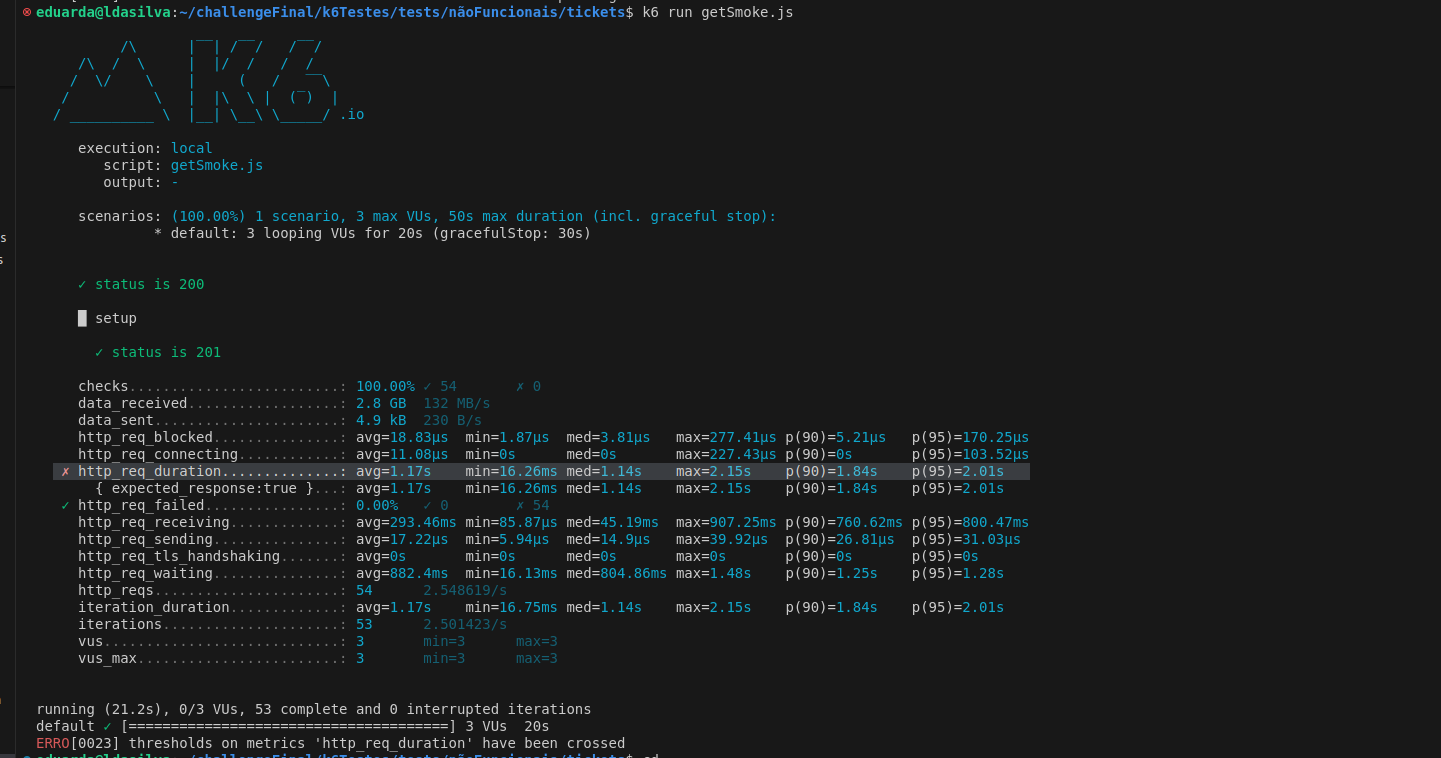 eduarda@ldasilva:~/challengeFinal/k6Testes/tests/nãoFuncionais/tickets$ k6 run getSmoke.js
          /\      |‾‾| /‾‾/   /‾‾/
     /\  /  \     |  |/  /   /  /
    /  \/    \    |     (   /   ‾‾\
   /          \   |  |\  \ |  (‾)  |
  / __________ \  |__| \__\ \_____/ .io
execution: local
script: getSmoke.js
output: -
scenarios: (100.00%) 1 scenario, 3 max VUs, 50s max duration (incl. graceful stop):
* default: 3 looping VUs for 20s (gracefulStop: 30s)
✓ status is 200
█ setup
✓ status is 201
checks.........................: 100.00% ✓ 54 ✗ 0
data_received..................: 2.8 GB 132 MB/s
data_sent......................: 4.9 kB 230 B/s
http_req_blocked...............: avg=18.83µs min=1.87µs med=3.81µs max=277.41µs p(90)=5.21µs p(95)=170.25µs
http_req_connecting............: avg=11.08µs min=0s med=0s max=227.43µs p(90)=0s p(95)=103.52µs
✗ http_req_duration..............: avg=1.17s min=16.26ms med=1.14s max=2.15s p(90)=1.84s p(95)=2.01s
{ expected_response:true }...: avg=1.17s min=16.26ms med=1.14s max=2.15s p(90)=1.84s p(95)=2.01s
✓ http_req_failed................: 0.00% ✓ 0 ✗ 54
http_req_receiving.............: avg=293.46ms min=85.87µs med=45.19ms max=907.25ms p(90)=760.62ms p(95)=800.47ms
http_req_sending...............: avg=17.22µs min=5.94µs med=14.9µs max=39.92µs p(90)=26.81µs p(95)=31.03µs
http_req_tls_handshaking.......: avg=0s min=0s med=0s max=0s p(90)=0s p(95)=0s
http_req_waiting...............: avg=882.4ms min=16.13ms med=804.86ms max=1.48s p(90)=1.25s p(95)=1.28s
http_reqs......................: 54 2.548619/s
iteration_duration.............: avg=1.17s min=16.75ms med=1.14s max=2.15s p(90)=1.84s p(95)=2.01s
iterations.....................: 53 2.501423/s
vus............................: 3 min=3 max=3
vus_max........................: 3 min=3 max=3
running (21.2s), 0/3 VUs, 53 complete and 0 interrupted iterations
default ✓ [======================================] 3 VUs 20s
ERRO[0023] thresholds on metrics 'http_req_duration' have been crossed